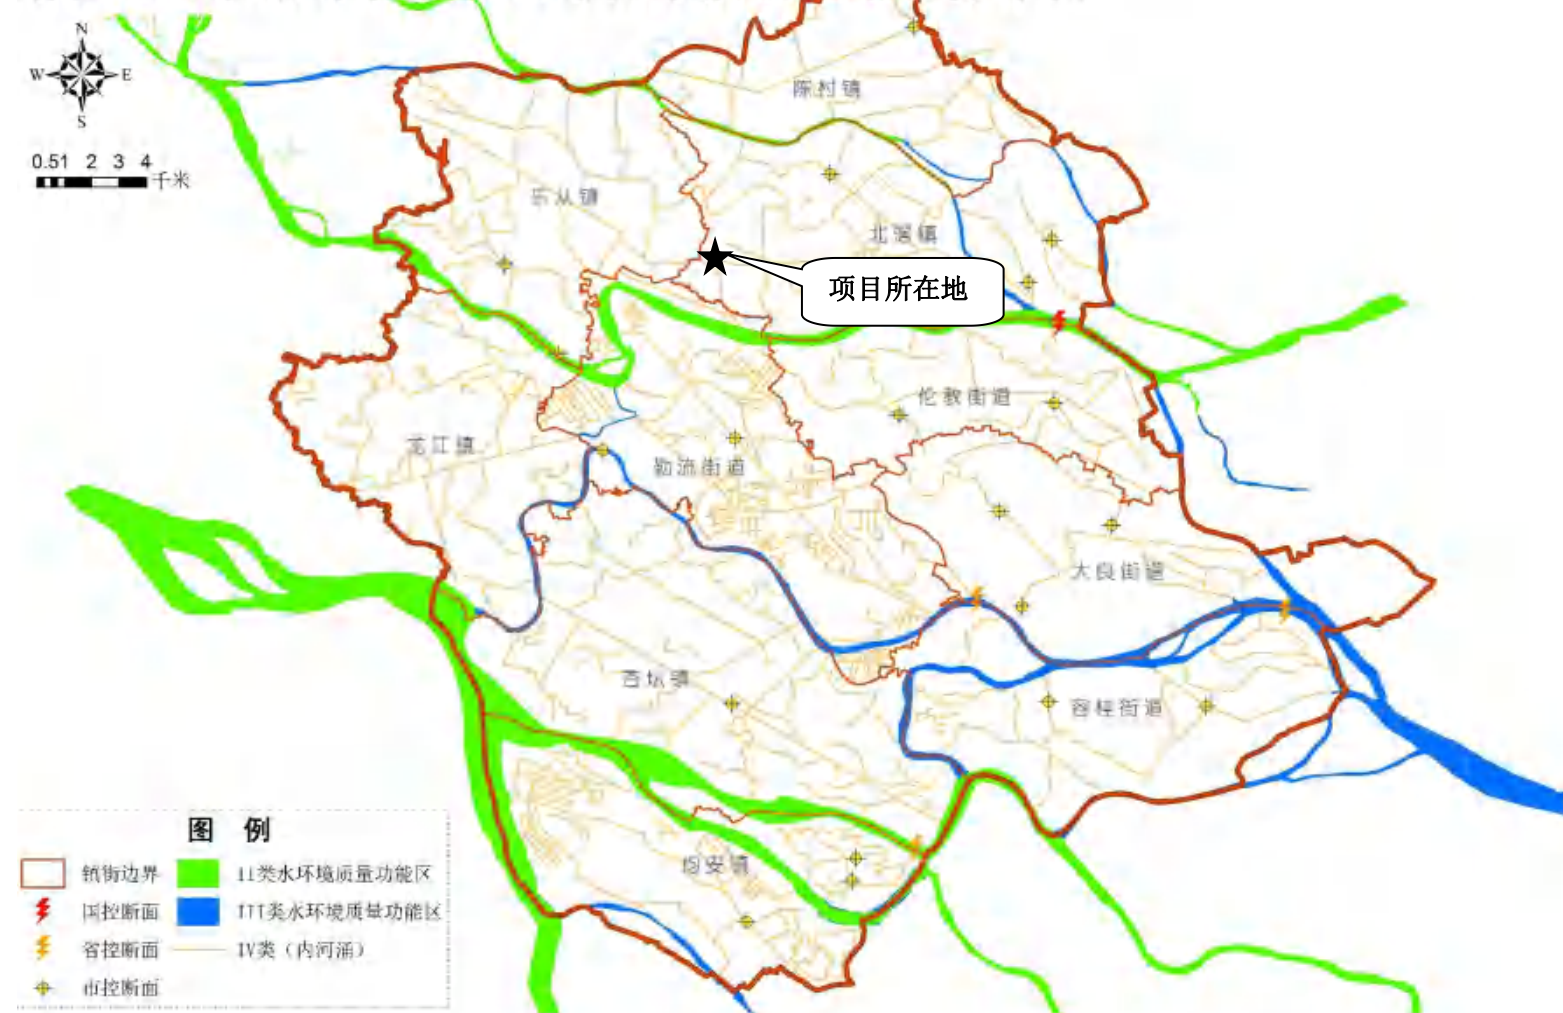 N
W E
S
0.51 2 3 4
千米
陈村镇
乐从镇
北滘镇
项目所在地
伦教街道
龙江镇
勒流街道
大良街道
杏坛镇
容桂街道
均安镇
图 例
镇街边界
II类水环境质量功能区
国控断面
III类水环境质量功能区
省控断面
IV类（内河涌）
市控断面